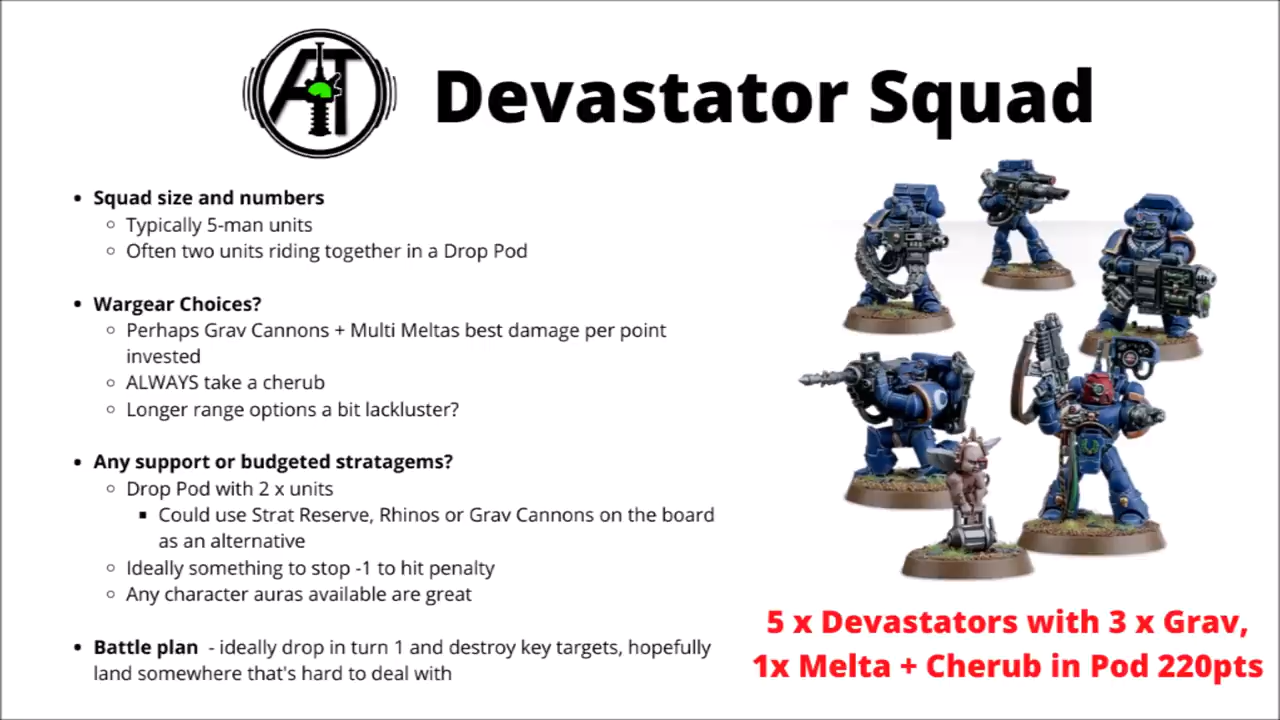 AT
Devastator Squad
• Squad size and numbers
○ Typically 5-man units
○ Often two units riding together in a Drop Pod
• Wargear Choices?
○ Perhaps Grav Cannons + Multi Meltas best damage per point
invested
○ ALWAYS take a cherub
○ Longer range options a bit lackluster?
• Any support or budgeted stratagems?
○ Drop Pod with 2 x units
▪ Could use Strat Reserve, Rhinos or Grav Cannons on the board
as an alternative
○ Ideally something to stop -1 to hit penalty
○ Any character auras available are great
• Battle plan - ideally drop in turn 1 and destroy key targets, hopefully
land somewhere that's hard to deal with
5 x Devastators with 3 x Grav,
1x Melta + Cherub in Pod 220pts